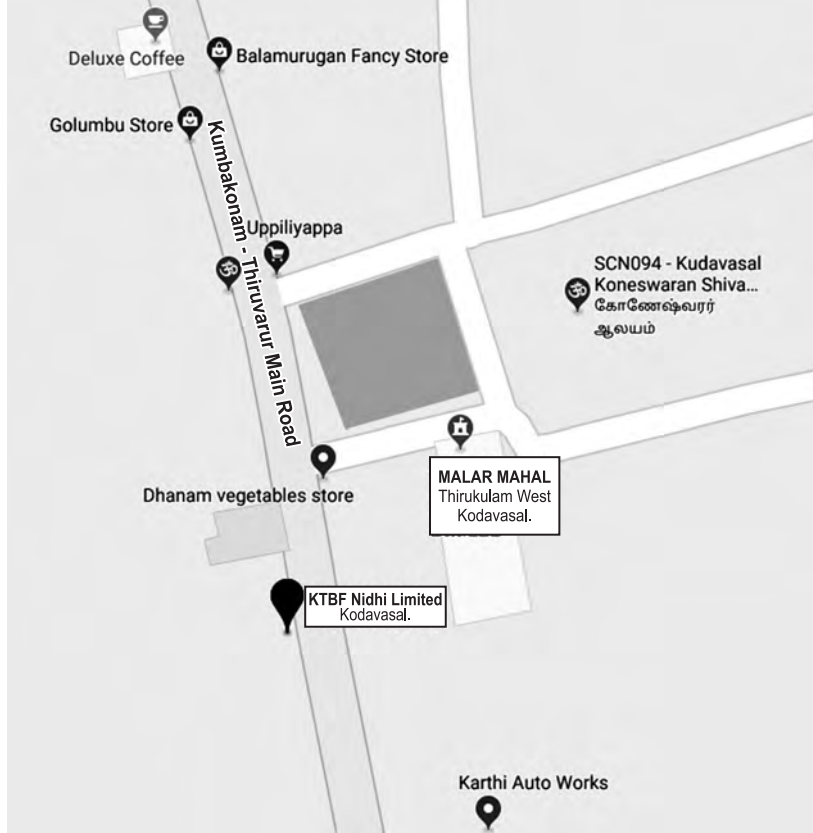 Deluxe Coffee
Balamurugan Fancy Store
Golumbu Store
Kumbakonam - Thiruvarur Main Road
Uppiliyappa
SCN094 - Kudavasal
Koneswaran Shiva...
கோணேஷ்வரர்
ஆலயம்
Dhanam vegetables store
MALAR MAHAL
Thirukulam West
Kodavasal.
KTBF Nidhi Limited
Kodavasal.
Karthi Auto Works